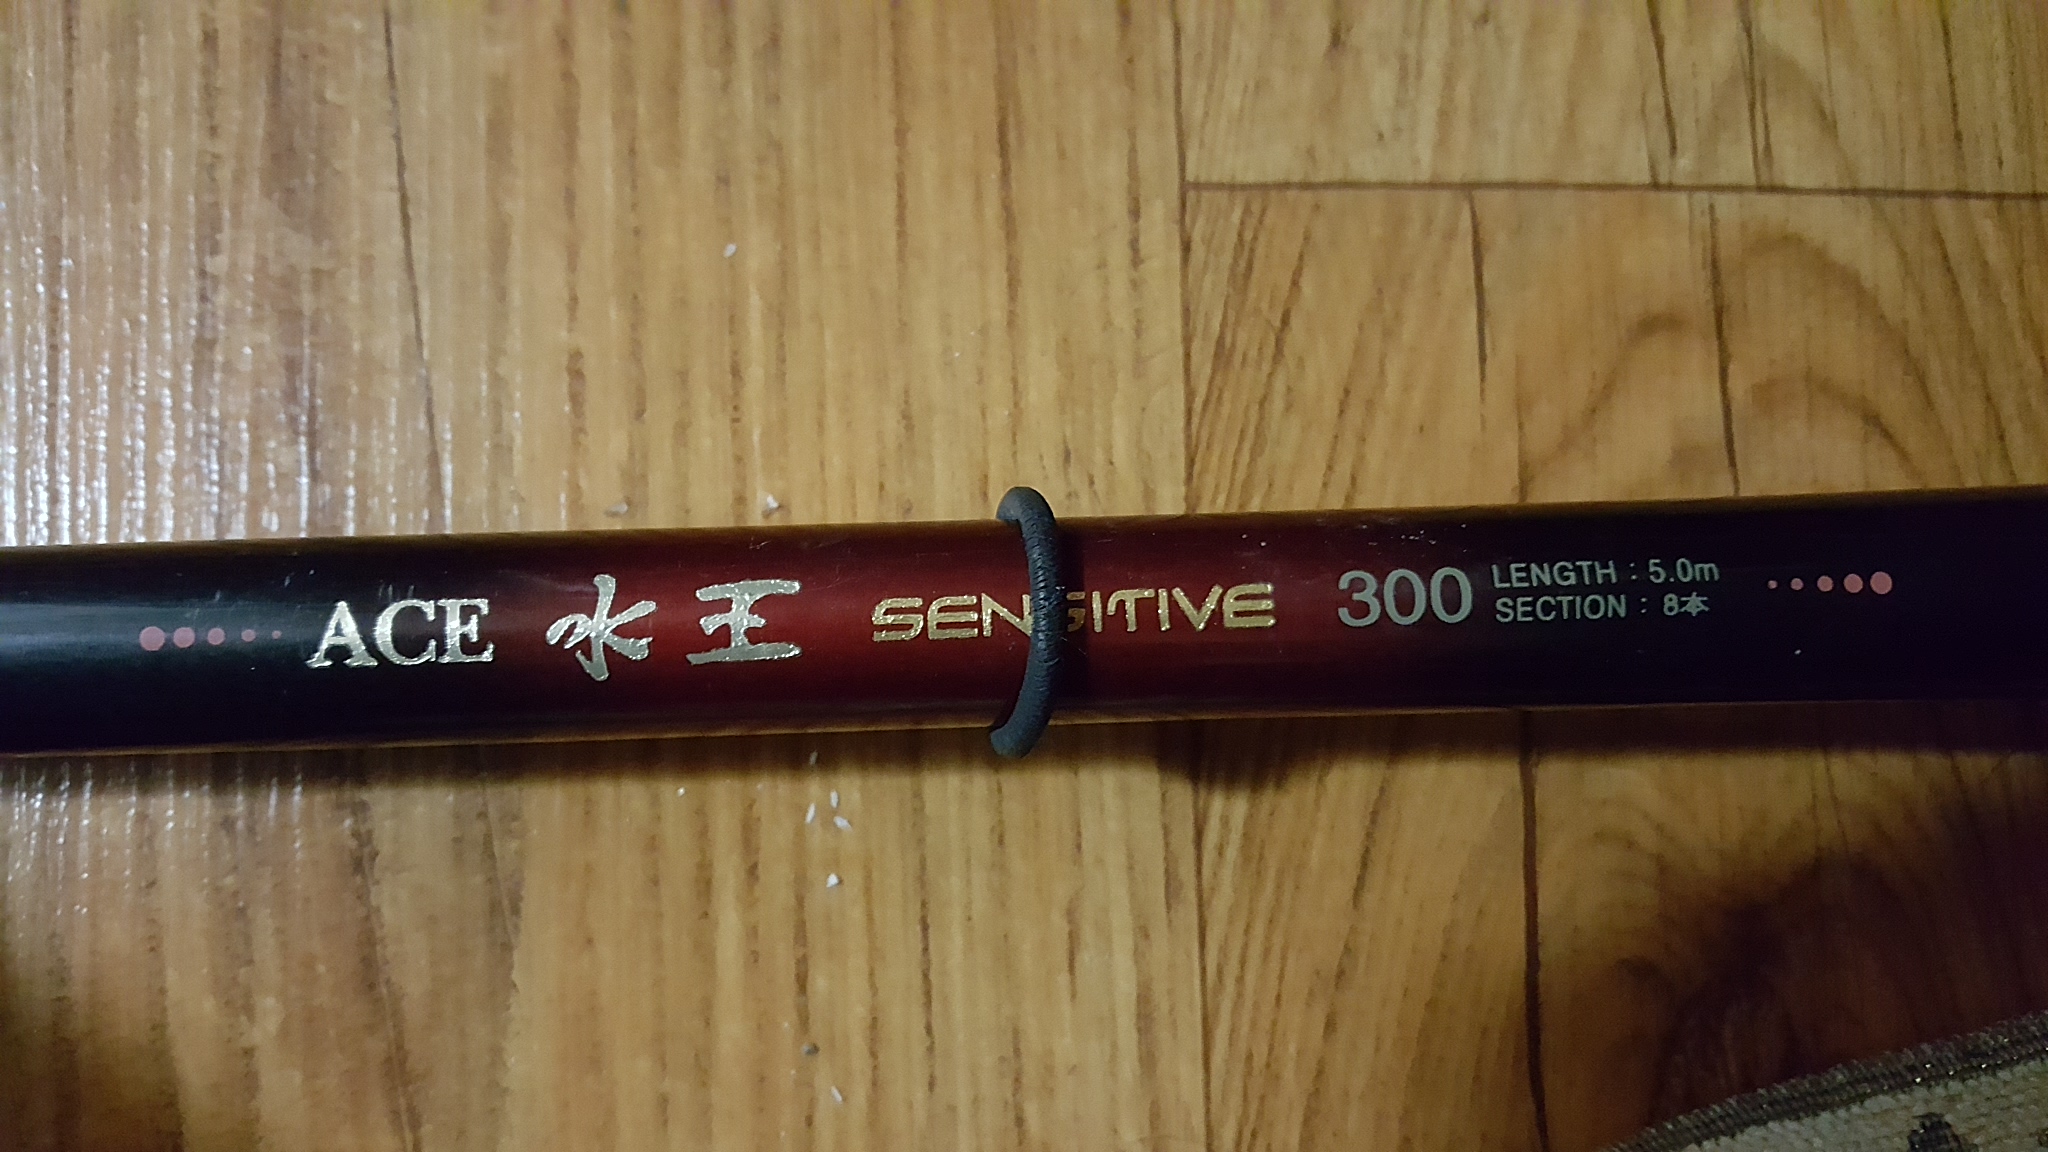 ACE 水王 SENSITIVE 300
LENGTH : 5.0m
SECTION : 8本